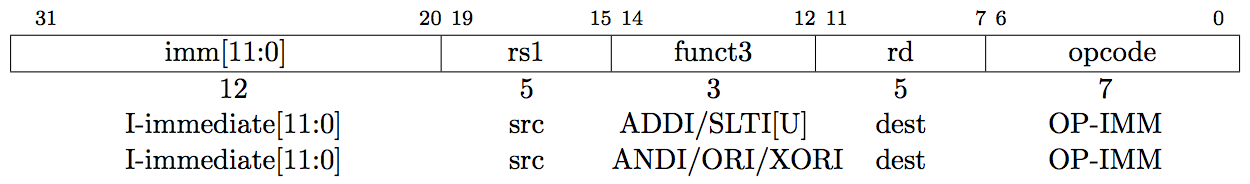 31 20 19 15 14 12 11 7 6 0
imm[11:0] rs1 funct3 rd opcode
12 5 3 5 7
I-immediate[11:0] src ADDI/SLTI[U] dest OP-IMM
I-immediate[11:0] src ANDI/ORI/XORI dest OP-IMM